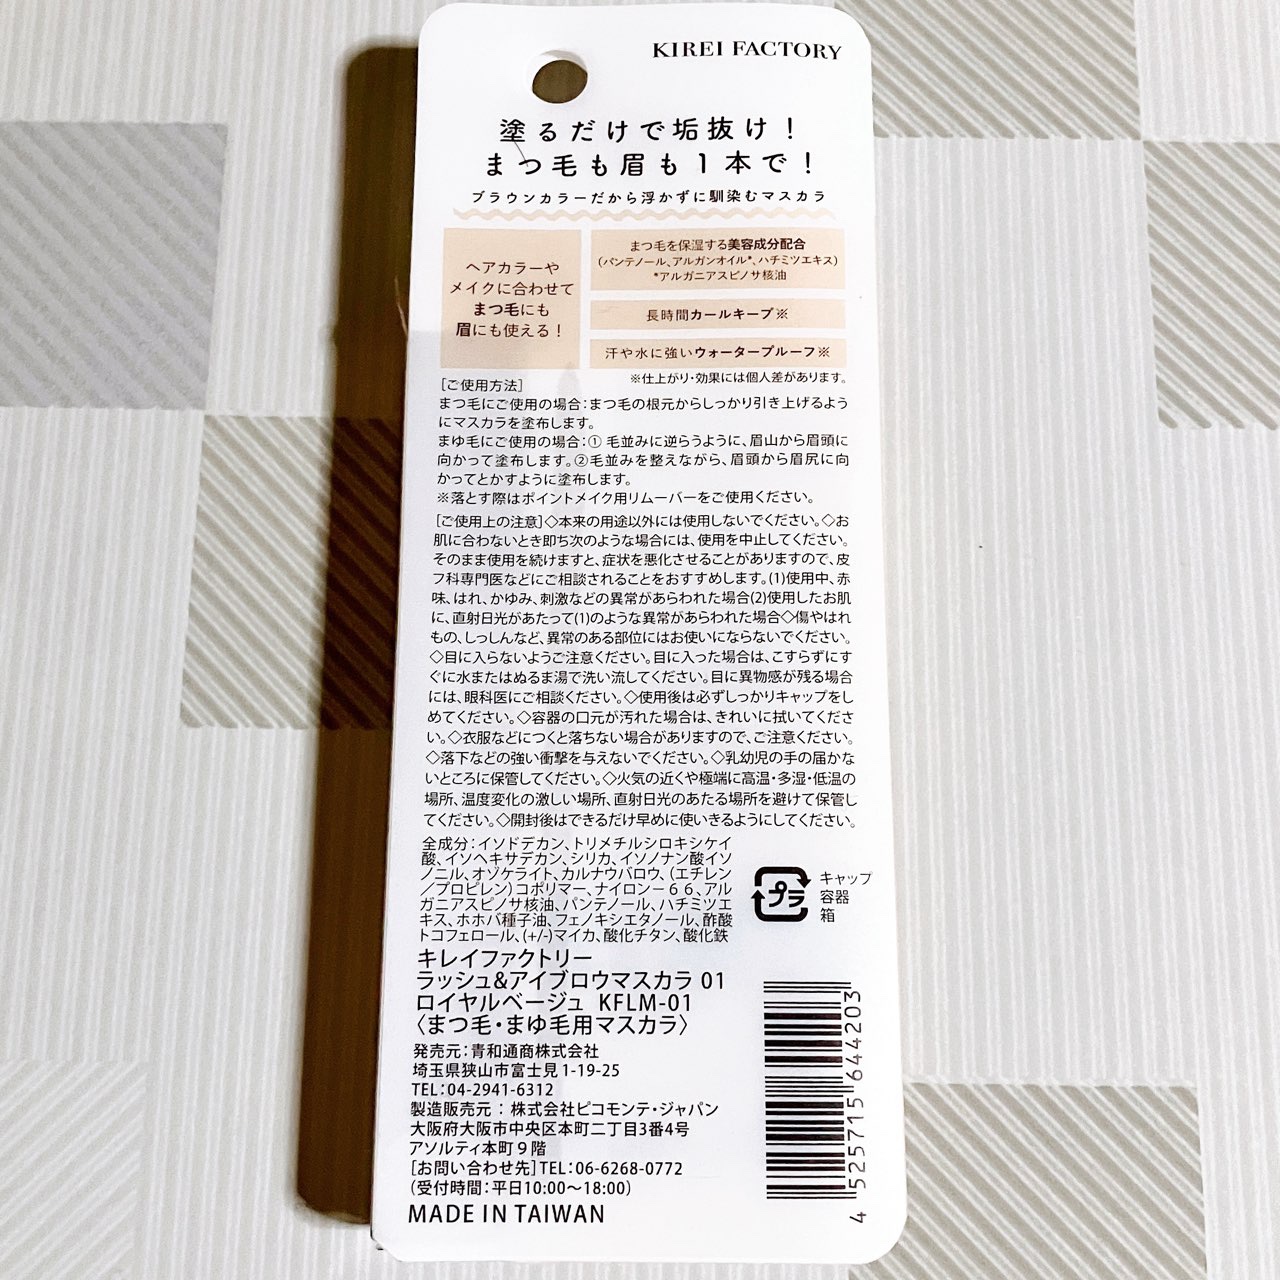 KIREI FACTORY
塗るだけで垢抜け！
まつ毛も眉も1本で！
ブラウンカラーだから浮かずに馴染むマスカラ
ヘアカラーや
メイクに合わせて
まつ毛にも
眉にも使える！
まつ毛を保湿する美容成分配合
(パンテノール、アルガンオイル*、ハチミツエキス)
*アルガニアスピノサ核油
長時間カールキープ※
汗や水に強いウォータープルーフ※
※仕上がり・効果には個人差があります。
［ご使用方法］
まつ毛にご使用の場合：まつ毛の根元からしっかり引き上げるよう
にマスカラを塗布します。
まゆ毛にご使用の場合：① 毛並みに逆らうように、眉山から眉頭に
向かって塗布します。②毛並みを整えながら、眉頭から眉尻に向
かってとかすように塗布します。
※落とす際はポイントメイク用リムーバーをご使用ください。
［ご使用上の注意］◇本来の用途以外には使用しないでください。◇お
肌に合わないとき即ち次のような場合には、使用を中止してください。
そのまま使用を続けますと、症状を悪化させることがありますので、皮
フ科専門医などにご相談されることをおすすめします。(1)使用中、赤
味、はれ、かゆみ、刺激などの異常があらわれた場合(2)使用したお肌
に、直射日光があたって(1)のような異常があらわれた場合◇傷やはれ
もの、しっしんなど、異常のある部位にはお使いにならないでください。
◇目に入らないようご注意ください。目に入った場合は、こすらずにす
ぐに水またはぬるま湯で洗い流してください。目に異物感が残る場合
には、眼科医にご相談ください。◇使用後は必ずしっかりキャップをし
めてください。◇容器の口元が汚れた場合は、きれいに拭いてくださ
い。◇衣服などにつくと落ちない場合がありますので、ご注意ください。
◇落下などの強い衝撃を与えないでください。◇乳幼児の手の届かな
いところに保管してください。◇火気の近くや極端に高温・多湿・低温の
場所、温度変化の激しい場所、直射日光のあたる場所を避けて保管し
てください。◇開封後はできるだけ早めに使いきるようにしてください。
全成分：イソドデカン、トリメチルシロキシケイ
酸、イソヘキサデカン、シリカ、イソノナン酸イソ
ノニル、オゾケライト、カルナウバロウ、（エチレン
／プロピレン）コポリマー、ナイロン－６６、アル
ガニアスピノサ核油、パンテノール、ハチミツエ
キス、ホホバ種子油、フェノキシエタノール、酢酸
トコフェロール、(+/-)マイカ、酸化チタン、酸化鉄
プラ
キャップ
容器
箱
キレイファクトリー
ラッシュ&アイブロウマスカラ 01
ロイヤルベージュ KFLM-01
〈まつ毛・まゆ毛用マスカラ〉
発売元：青和通商株式会社
埼玉県狭山市富士見1-19-25
TEL：04-2941-6312
製造販売元：株式会社ピコモンテ・ジャパン
大阪府大阪市中央区本町二丁目3番4号
アソルティ本町９階
［お問い合わせ先］TEL：06-6268-0772
（受付時間：平日10:00～18:00）
MADE IN TAIWAN
4 525715 644203